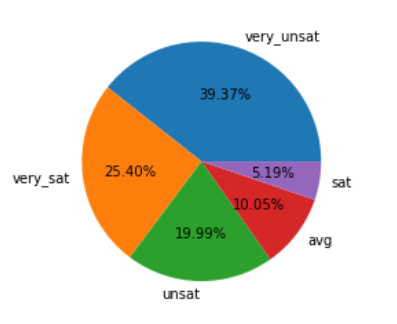 very_unsat
39.37%
very_sat
25.40%
5.19%
sat
10.05%
19.99%
avg
unsat